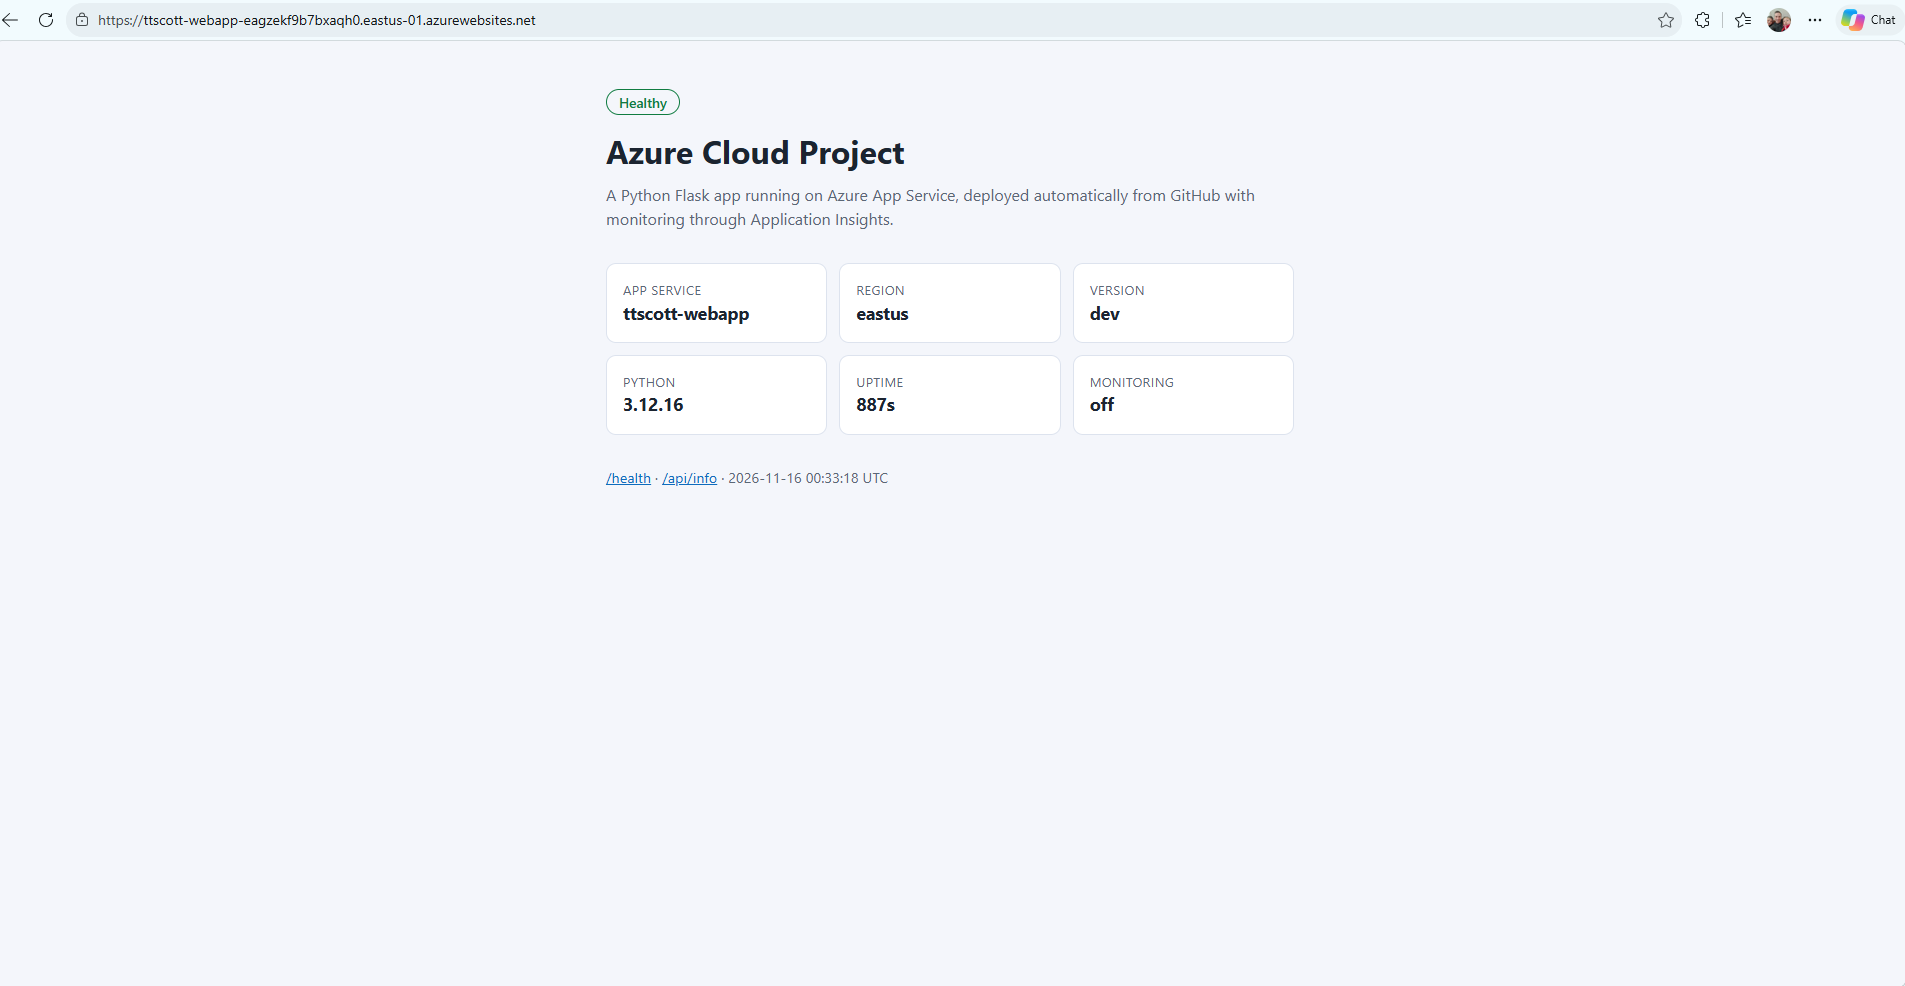 https://ttscott-webapp-eagzekf9b7bxaqh0.eastus-01.azurewebsites.net
Chat
Healthy
Azure Cloud Project
A Python Flask app running on Azure App Service, deployed automatically from GitHub with
monitoring through Application Insights.
APP SERVICE
ttscott-webapp
REGION
eastus
VERSION
dev
PYTHON
3.12.16
UPTIME
887s
MONITORING
off
/health · /api/info · 2026-11-16 00:33:18 UTC